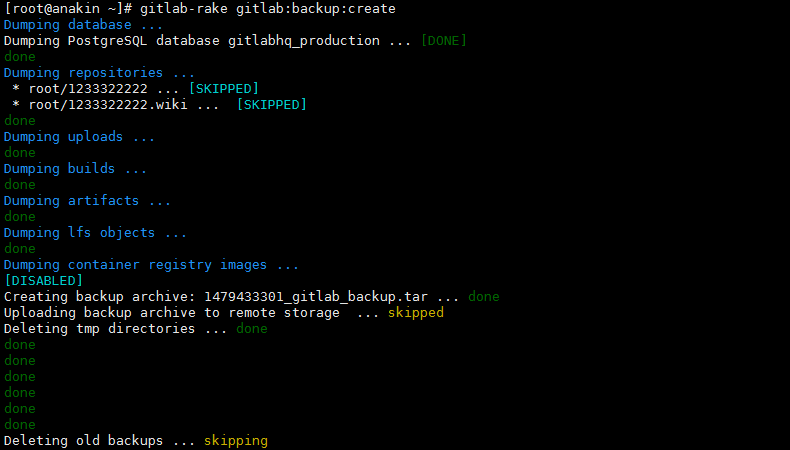 [root@anakin ~]# gitlab-rake gitlab:backup:create
Dumping database ...
Dumping PostgreSQL database gitlabhq_production ... [DONE]
done
Dumping repositories ...
 * root/1233322222 ... [SKIPPED]
 * root/1233322222.wiki ...  [SKIPPED]
done
Dumping uploads ...
done
Dumping builds ...
done
Dumping artifacts ...
done
Dumping lfs objects ...
done
Dumping container registry images ...
[DISABLED]
Creating backup archive: 1479433301_gitlab_backup.tar ... done
Uploading backup archive to remote storage  ... skipped
Deleting tmp directories ... done
done
done
done
done
done
done
Deleting old backups ... skipping